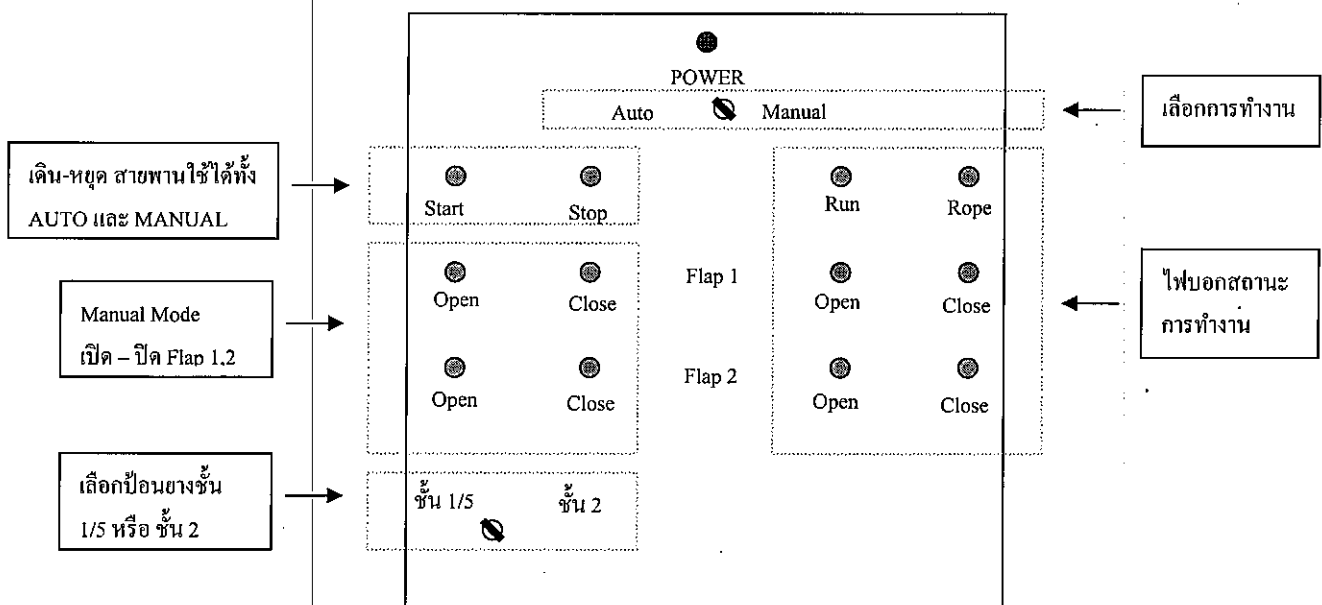 POWER
Auto Manual
เลือกการทำงาน
เดิน-หยุด สายพานใช้ได้ทั้ง
AUTO และ MANUAL
Start Stop
Run Rope
Manual Mode
เปิด – ปิด Flap 1,2
Open Close
Flap 1
Open Close
ไฟบอกสถานะ
การทำงาน
Open Close
Flap 2
Open Close
เลือกป้อนยางชั้น
1/5 หรือ ชั้น 2
ชั้น 1/5 ชั้น 2